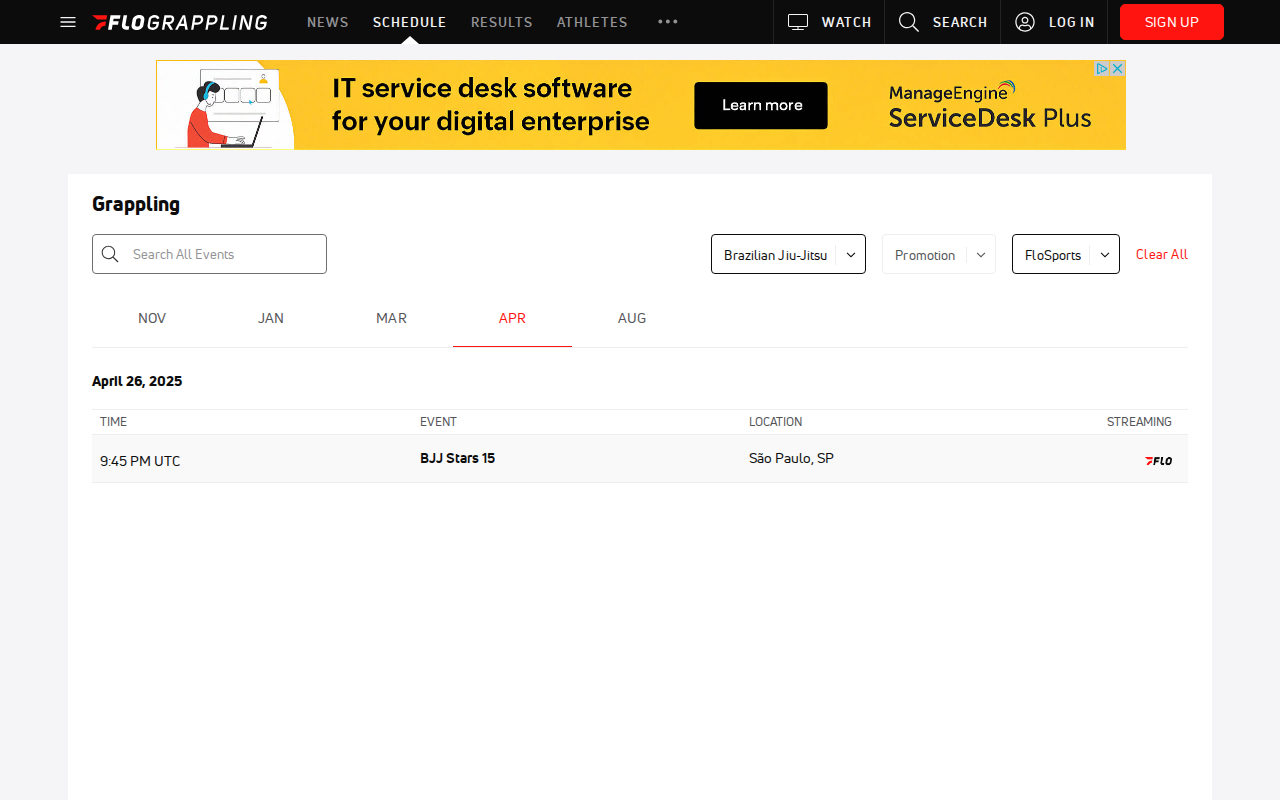 FLOGRAPPLING
NEWS
SCHEDULE
RESULTS
ATHLETES
WATCH
SEARCH
LOG IN
SIGN UP
IT service desk software
for your digital enterprise
Learn more
ManageEngine
ServiceDesk Plus
Grappling
Search All Events
Brazilian Jiu-Jitsu
Promotion
FloSports
Clear All
NOV
JAN
MAR
APR
AUG
April 26, 2025
TIME
EVENT
LOCATION
STREAMING
9:45 PM UTC
BJJ Stars 15
São Paulo, SP
FLO